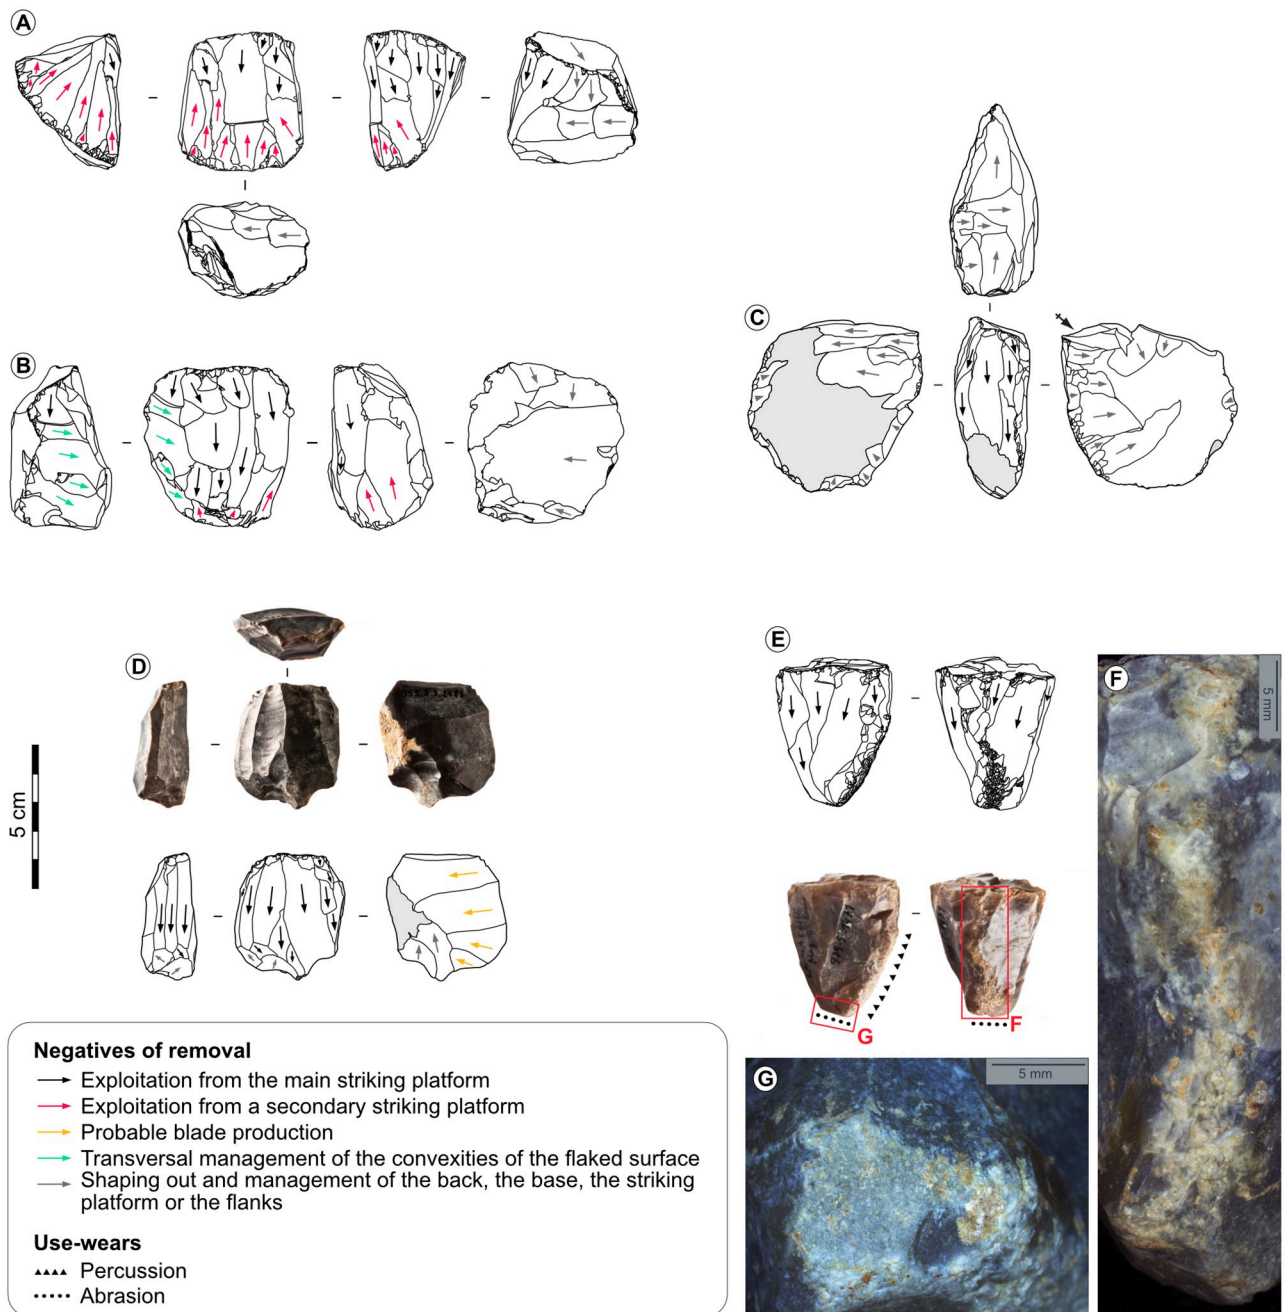 A
B
C
D
E
F
5 mm
5 cm
G
F
G
5 mm
Negatives of removal
Exploitation from the main striking platform
Exploitation from a secondary striking platform
Probable blade production
Transversal management of the convexities of the flaked surface
Shaping out and management of the back, the base, the striking
platform or the flanks
Use-wears
Percussion
Abrasion